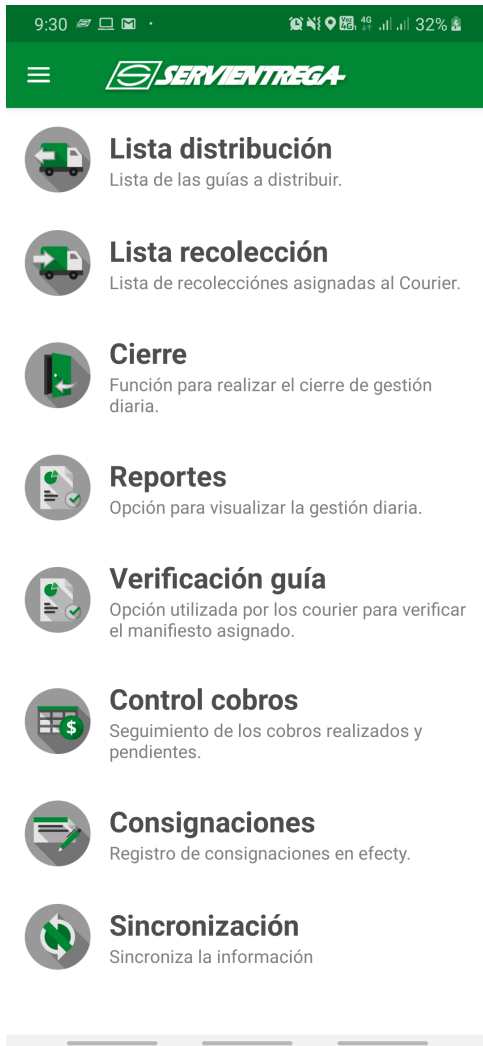 9:30 32%
SERVIENTREGA
Lista distribución
Lista de las guías a distribuir.
Lista recolección
Lista de recolecciónes asignadas al Courier.
Cierre
Función para realizar el cierre de gestión
diaria.
Reportes
Opción para visualizar la gestión diaria.
Verificación guía
Opción utilizada por los courier para verificar
el manifiesto asignado.
Control cobros
Seguimiento de los cobros realizados y
pendientes.
Consignaciones
Registro de consignaciones en efecty.
Sincronización
Sincroniza la información